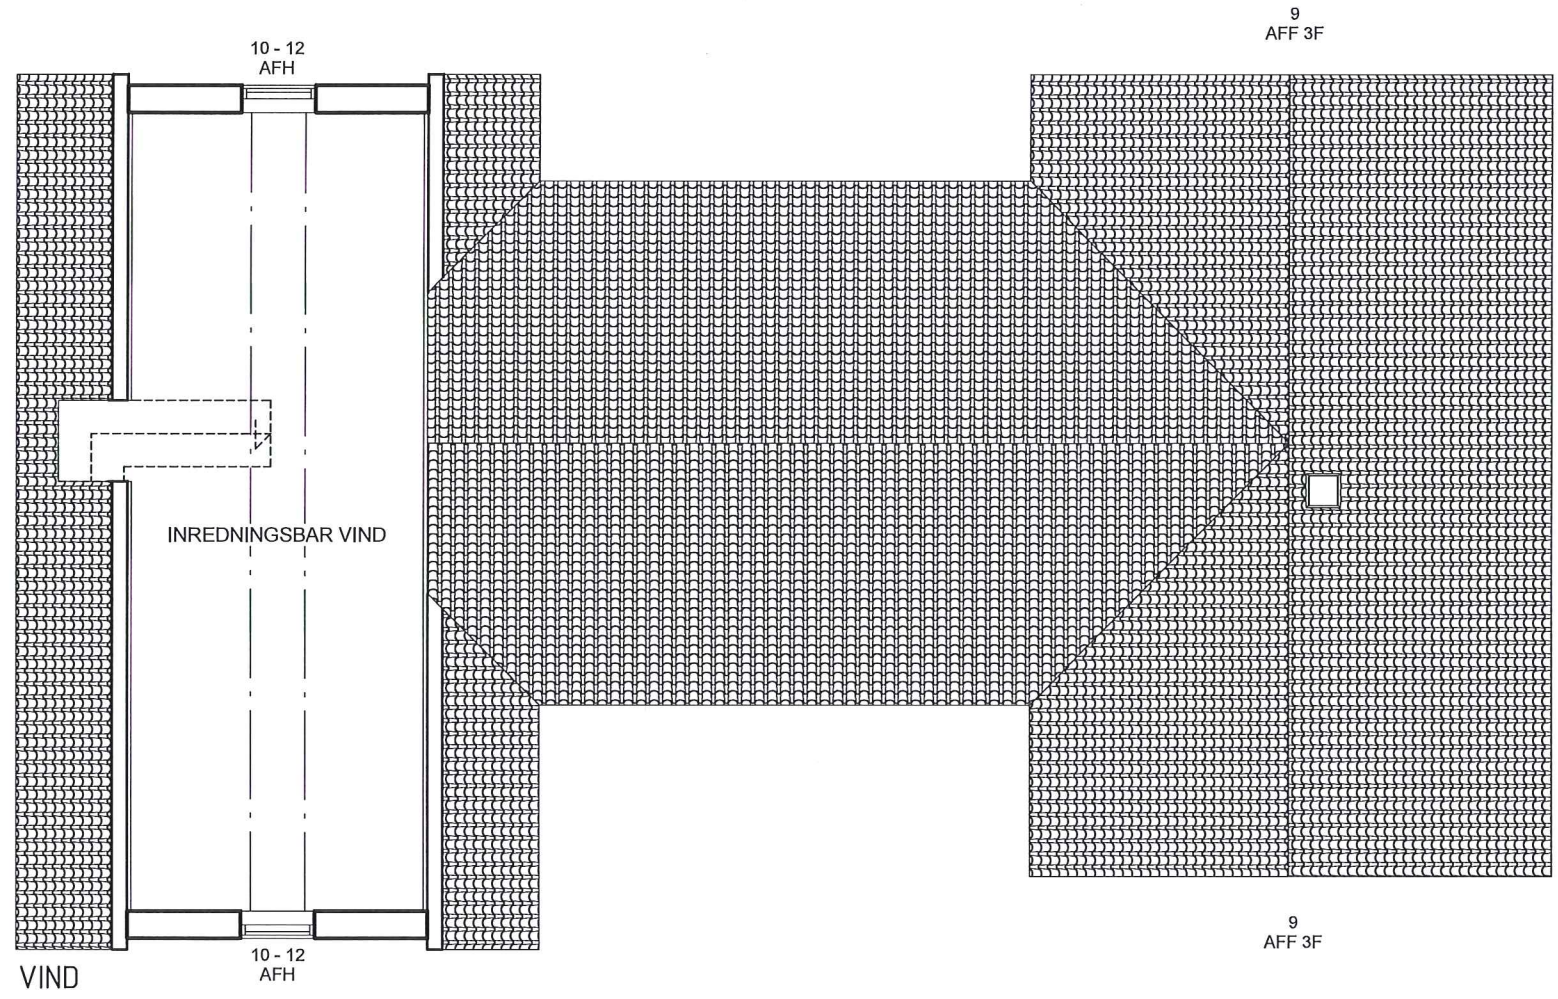 9
AFF 3F
10 - 12
AFH
INREDNINGSBAR VIND
9
AFF 3F
10 - 12
AFH
VIND